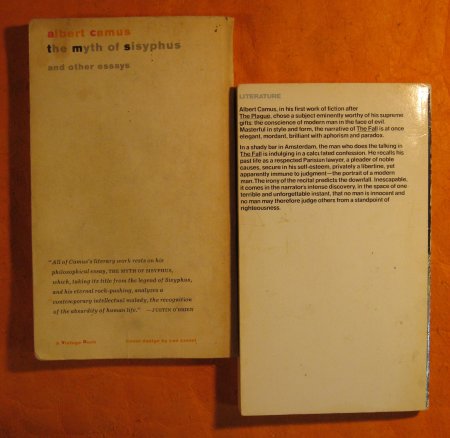 albert camus
the myth of sisyphus
and other essays
"All of Camus's literary work rests on his
philosophical essay, THE MYTH OF SISYPHUS,
which, taking its title from the legend of Sisyphus,
and his eternal rock-pushing, analyzes a
contemporary intellectual malady, the recognition
of the absurdity of human life." —JUSTIN O'BRIEN
A Vintage Book
Cover design by Leo Lionni
LITERATURE
Albert Camus, in his first work of fiction after
The Plague, chose a subject eminently worthy of his supreme
gifts: the conscience of modern man in the face of evil.
Masterful in style and form, the narrative of The Fall is at once
elegant, mordant, brilliant with aphorism and paradox.
In a shady bar in Amsterdam, the man who does the talking in
The Fall is indulging in a calculated confession. He recalls his
past life as a respected Parisian lawyer, a pleader of noble
causes, secure in his self-esteem, privately a libertine, yet
apparently immune to judgment—the portrait of a modern
man. The irony of the recital predicts the downfall. Inescapable,
it comes in the narrator's intense discovery, in the space of one
terrible and unforgettable instant, that no man is innocent and
no man may therefore judge others from a standpoint of
righteousness.